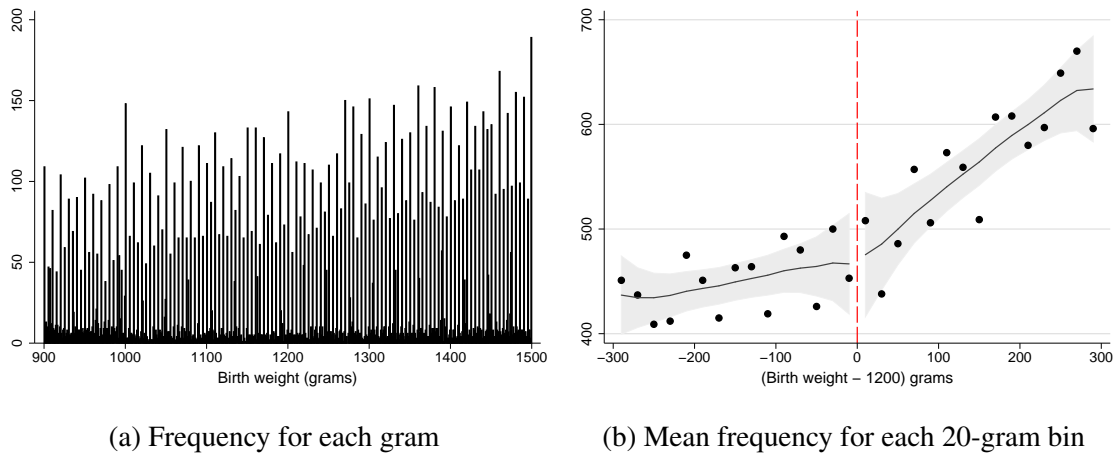 200
150
100
50
0
900 1000 1100 1200 1300 1400 1500
Birth weight (grams)
(a) Frequency for each gram
700
600
500
400
−300 −200 −100 0 100 200 300
(Birth weight − 1200) grams
(b) Mean frequency for each 20-gram bin